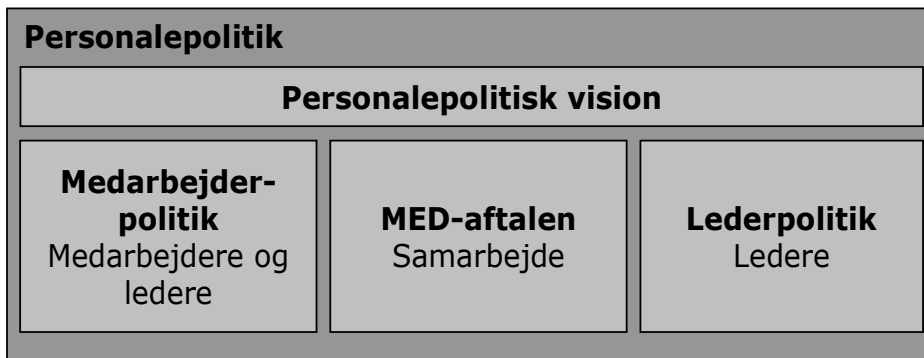 Personalepolitik
Personalepolitisk vision
Medarbejder-
politik
Medarbejdere og
ledere
MED-aftalen
Samarbejde
Lederpolitik
Ledere